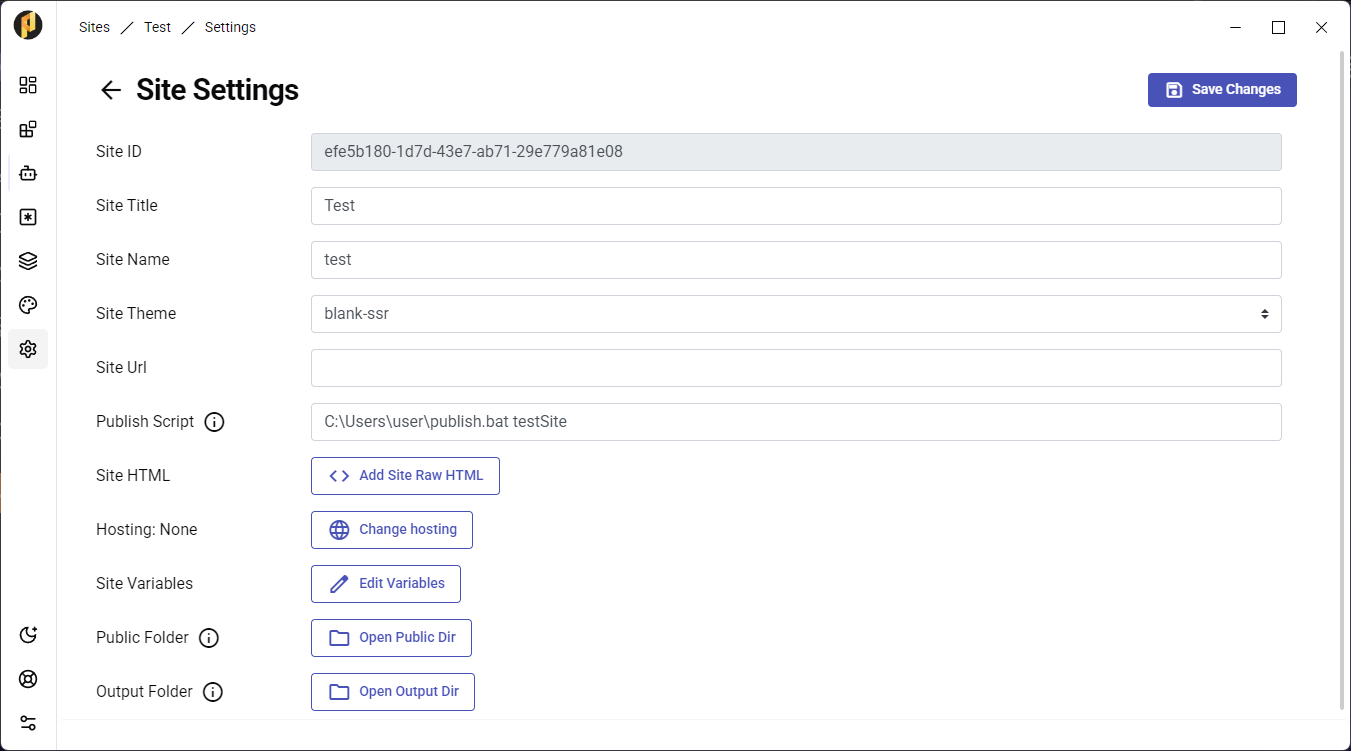 Sites / Test / Settings
Site Settings
Save Changes
Site ID efe5b180-1d7d-43e7-ab71-29e779a81e08
Site Title Test
Site Name test
Site Theme blank-ssr
Site Url
Publish Script C:\Users\user\publish.bat testSite
Site HTML Add Site Raw HTML
Hosting: None Change hosting
Site Variables Edit Variables
Public Folder Open Public Dir
Output Folder Open Output Dir